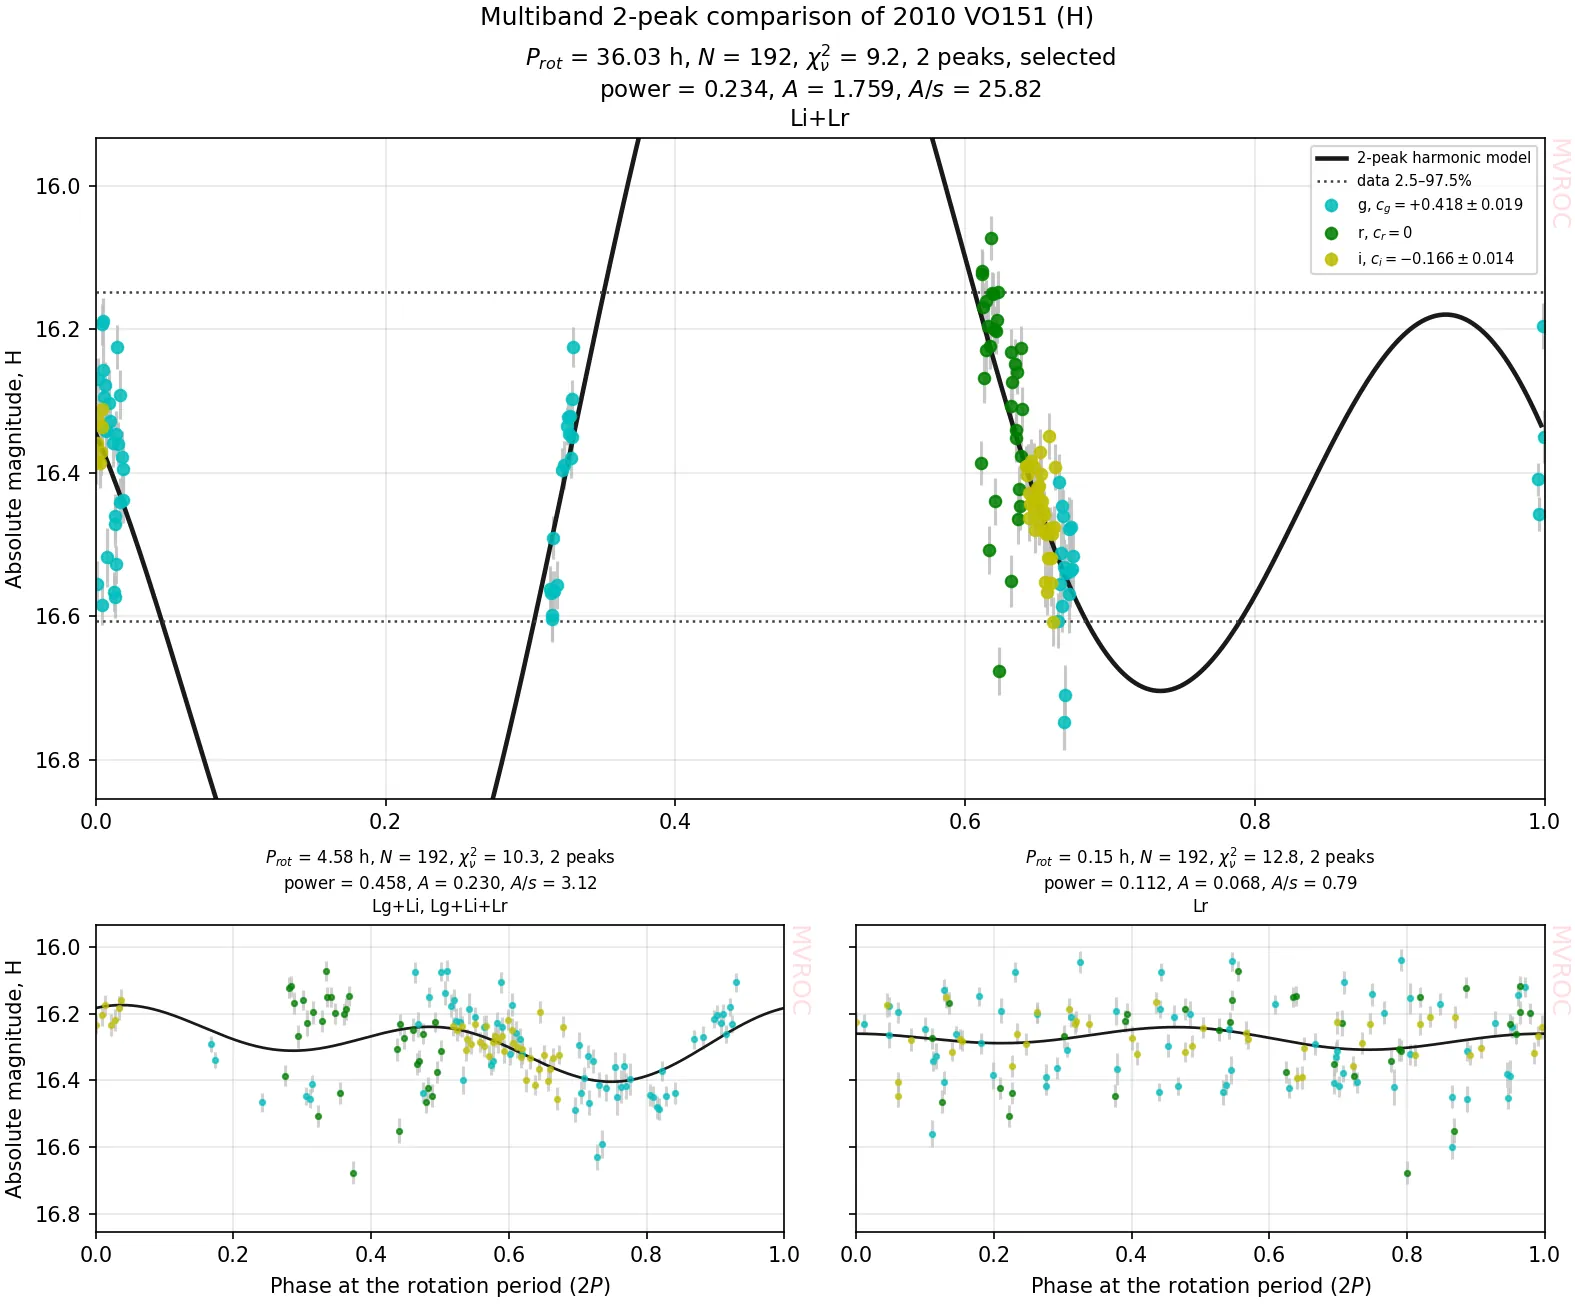 Multiband 2-peak comparison of 2010 VO151 (H)
P_rot = 36.03 h, N = 192, χ²_ν = 9.2, 2 peaks, selected
power = 0.234, A = 1.759, A/s = 25.82
Li+Lr
Absolute magnitude, H
16.0
16.2
16.4
16.6
16.8
0.0 0.2 0.4 0.6 0.8 1.0
2-peak harmonic model
data 2.5–97.5%
g, c_g = +0.418 ± 0.019
r, c_r = 0
i, c_i = −0.166 ± 0.014
MVROC
P_rot = 4.58 h, N = 192, χ²_ν = 10.3, 2 peaks
power = 0.458, A = 0.230, A/s = 3.12
Lg+Li, Lg+Li+Lr
Absolute magnitude, H
16.0
16.2
16.4
16.6
16.8
0.0 0.2 0.4 0.6 0.8 1.0
Phase at the rotation period (2P)
MVROC
P_rot = 0.15 h, N = 192, χ²_ν = 12.8, 2 peaks
power = 0.112, A = 0.068, A/s = 0.79
Lr
0.0 0.2 0.4 0.6 0.8 1.0
Phase at the rotation period (2P)
MVROC